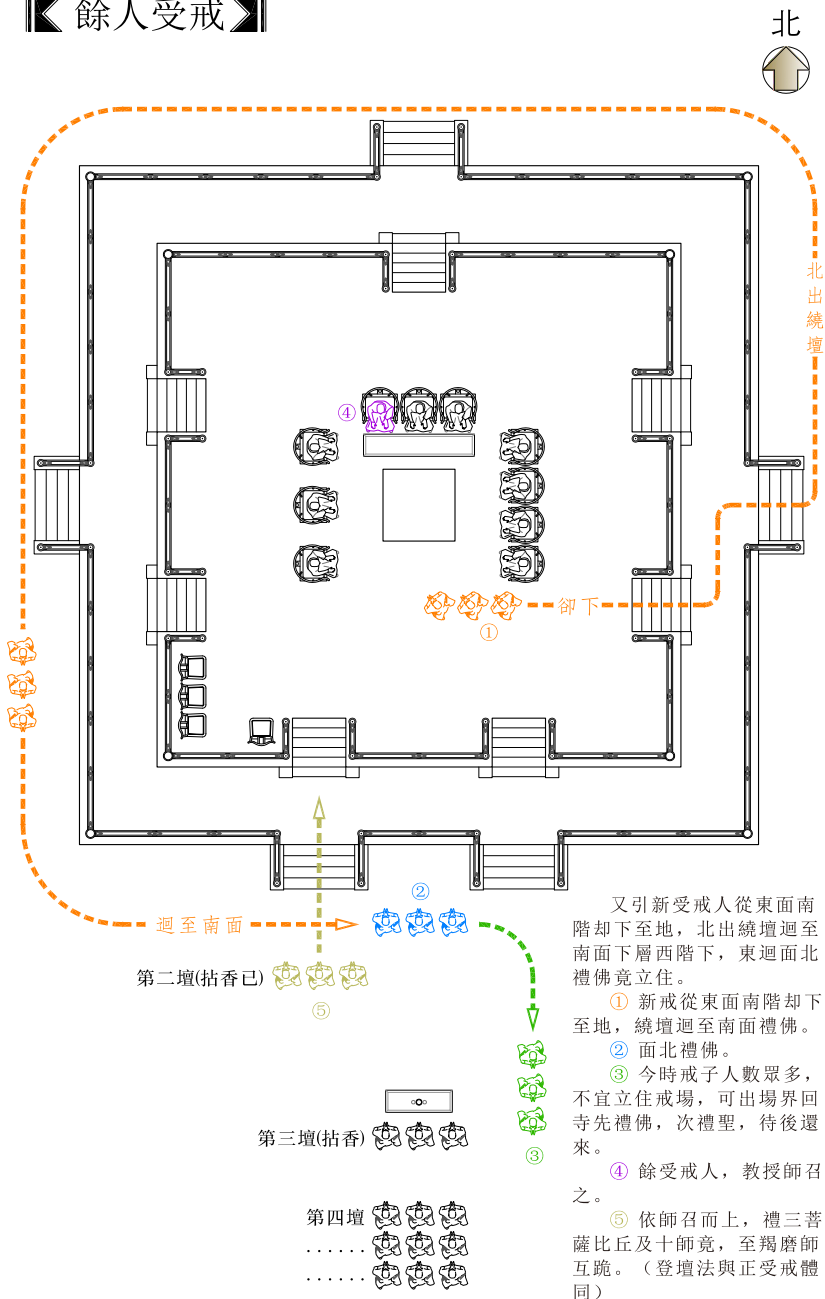 餘人受戒
北
北出繞壇
④
卻下
①
迴至南面
②
第二壇(拈香已)
⑤
第三壇(拈香)
③
第四壇
......
......
又引新受戒人從東面南
階却下至地，北出繞壇迴至
南面下層西階下，東迴面北
禮佛竟立住。
① 新戒從東面南階却下
至地，繞壇迴至南面禮佛。
② 面北禮佛。
③ 今時戒子人數眾多，
不宜立住戒場，可出場界回
寺先禮佛，次禮聖，待後還
來。
④ 餘受戒人，教授師召
之。
⑤ 依師召而上，禮三菩
薩比丘及十師竟，至羯磨師
互跪。（登壇法與正受戒體
同）